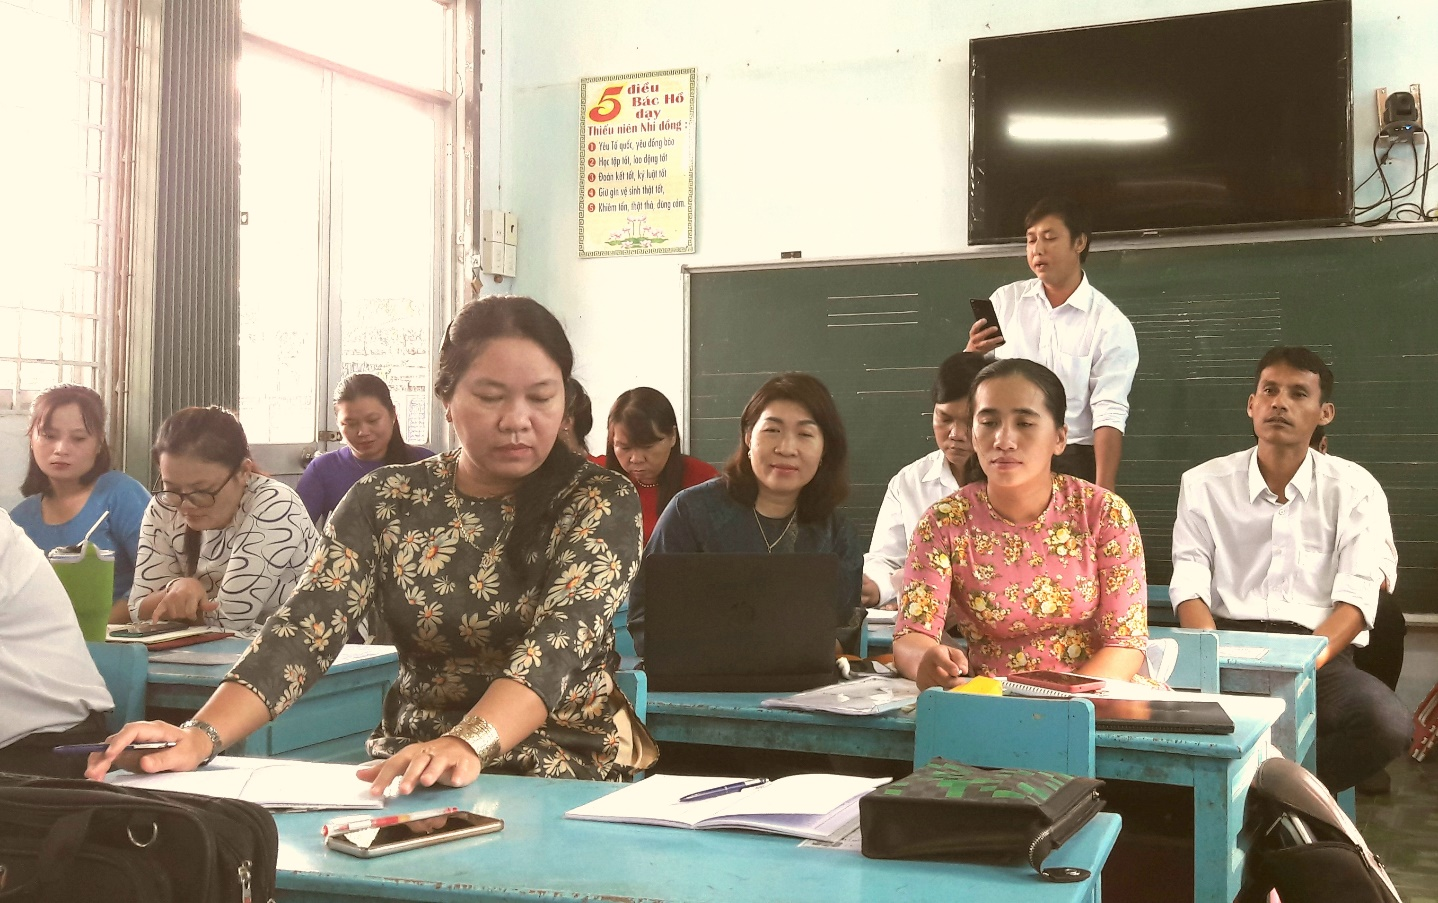 5 điều
Bác Hồ
dạy
Thiếu niên Nhi đồng :
1 Yêu Tổ quốc, yêu đồng bào
2 Học tập tốt, lao động tốt
3 Đoàn kết tốt, kỷ luật tốt
4 Giữ gìn vệ sinh thật tốt,
5 Khiêm tốn, thật thà, dũng cảm.